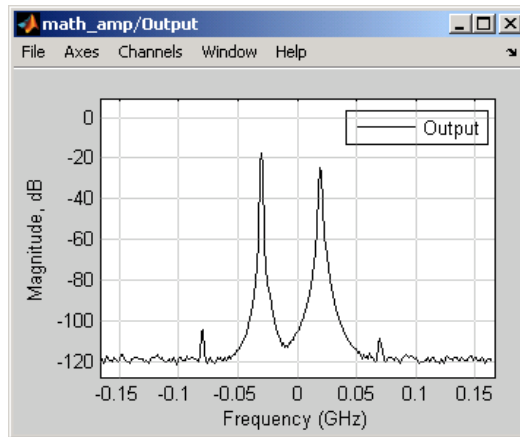 math_amp/Output
File Axes Channels Window Help
Output
0
-20
-40
-60
-80
-100
-120
Magnitude, dB
-0.15 -0.1 -0.05 0 0.05 0.1 0.15
Frequency (GHz)